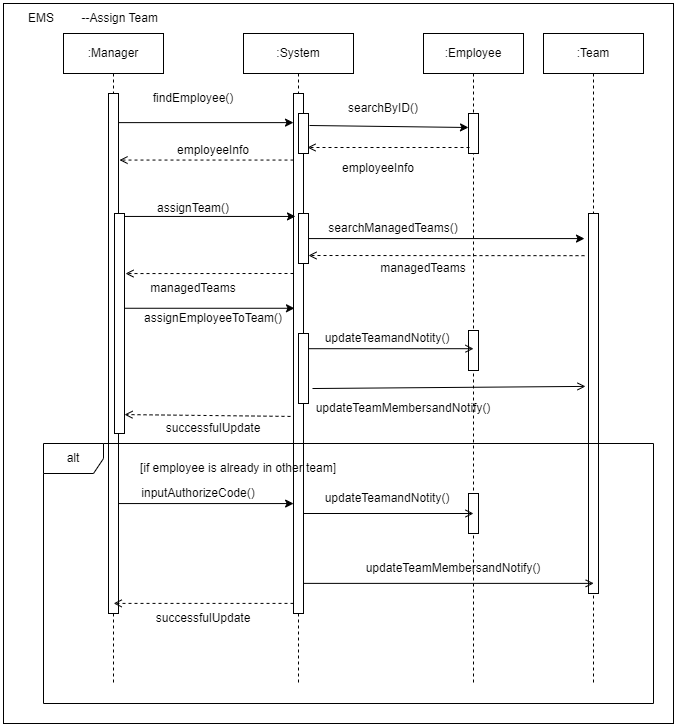 EMS --Assign Team
:Manager :System :Employee :Team
findEmployee()
searchByID()
employeeInfo
employeeInfo
assignTeam()
searchManagedTeams()
managedTeams
managedTeams
assignEmployeeToTeam()
updateTeamandNotity()
updateTeamMembersandNotify()
successfulUpdate
alt
[if employee is already in other team]
inputAuthorizeCode()
updateTeamandNotity()
updateTeamMembersandNotify()
successfulUpdate